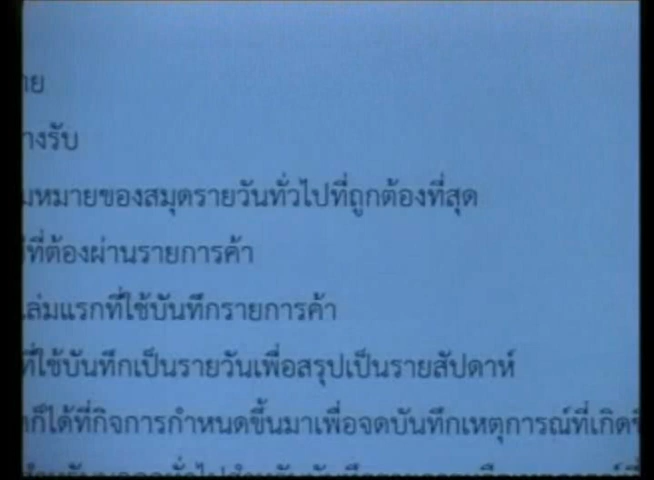 าย
างรับ
มหมายของสมุดรายวันทั่วไปที่ถูกต้องที่สุด
ที่ต้องผ่านรายการค้า
เล่มแรกที่ใช้บันทึกรายการค้า
ที่ใช้บันทึกเป็นรายวันเพื่อสรุปเป็นรายสัปดาห์
ก็ได้ที่กิจการกำหนดขึ้นมาเพื่อจดบันทึกเหตุการณ์ที่เกิด